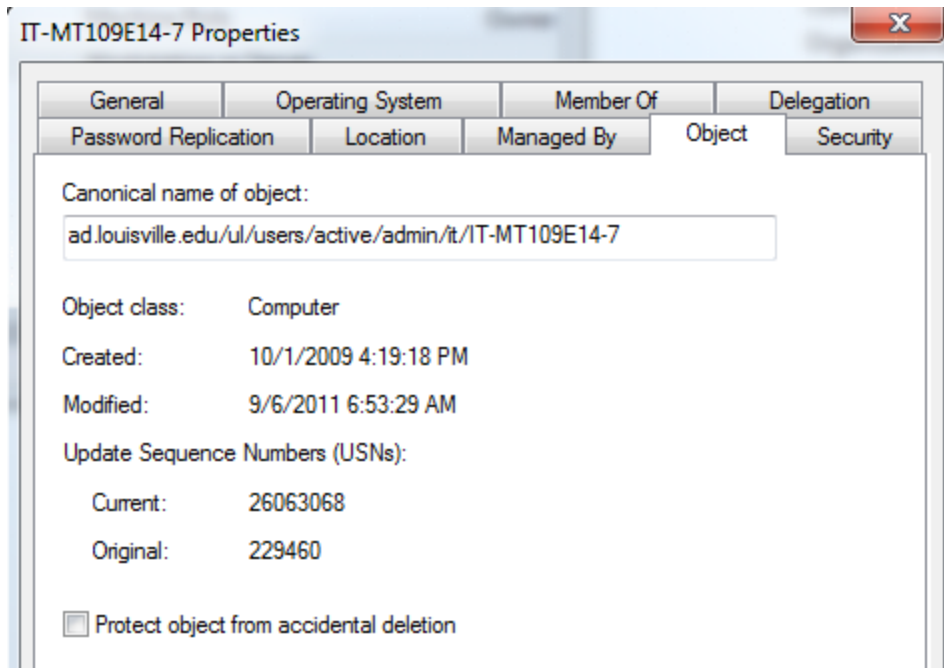 IT-MT109E14-7 Properties
General Operating System Member Of Delegation
Password Replication Location Managed By Object Security
Canonical name of object:
ad.louisville.edu/ul/users/active/admin/it/IT-MT109E14-7
Object class: Computer
Created: 10/1/2009 4:19:18 PM
Modified: 9/6/2011 6:53:29 AM
Update Sequence Numbers (USNs):
Current: 26063068
Original: 229460
Protect object from accidental deletion